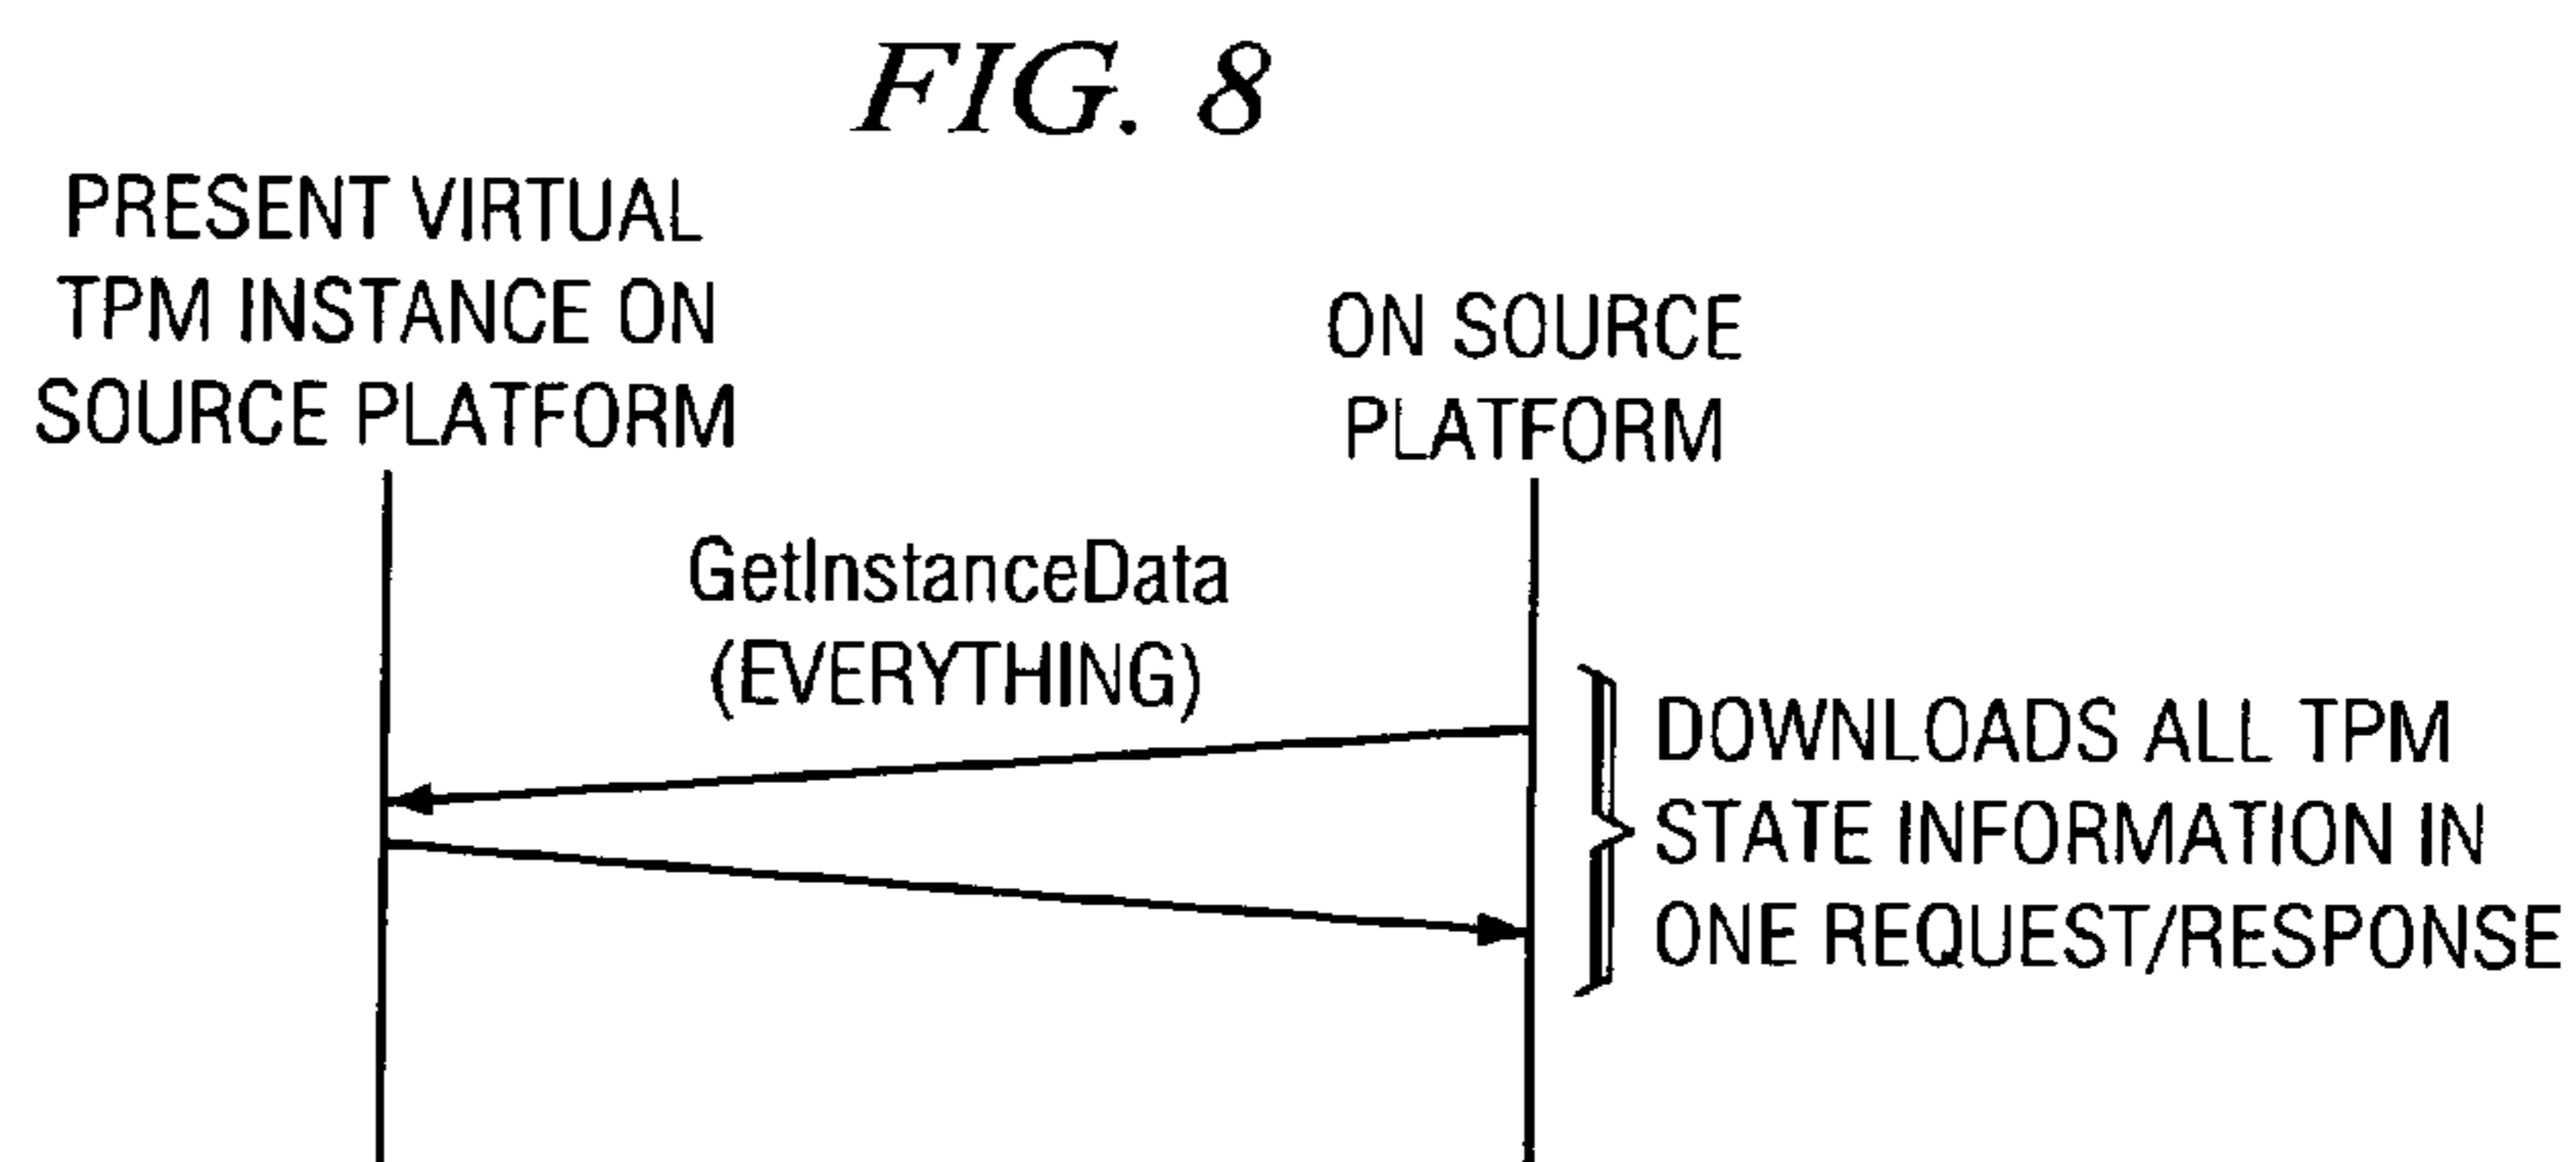 FIG. 8
PRESENT VIRTUAL
TPM INSTANCE ON
SOURCE PLATFORM
ON SOURCE
PLATFORM
GetInstanceData
(EVERYTHING)
DOWNLOADS ALL TPM
STATE INFORMATION IN
ONE REQUEST/RESPONSE